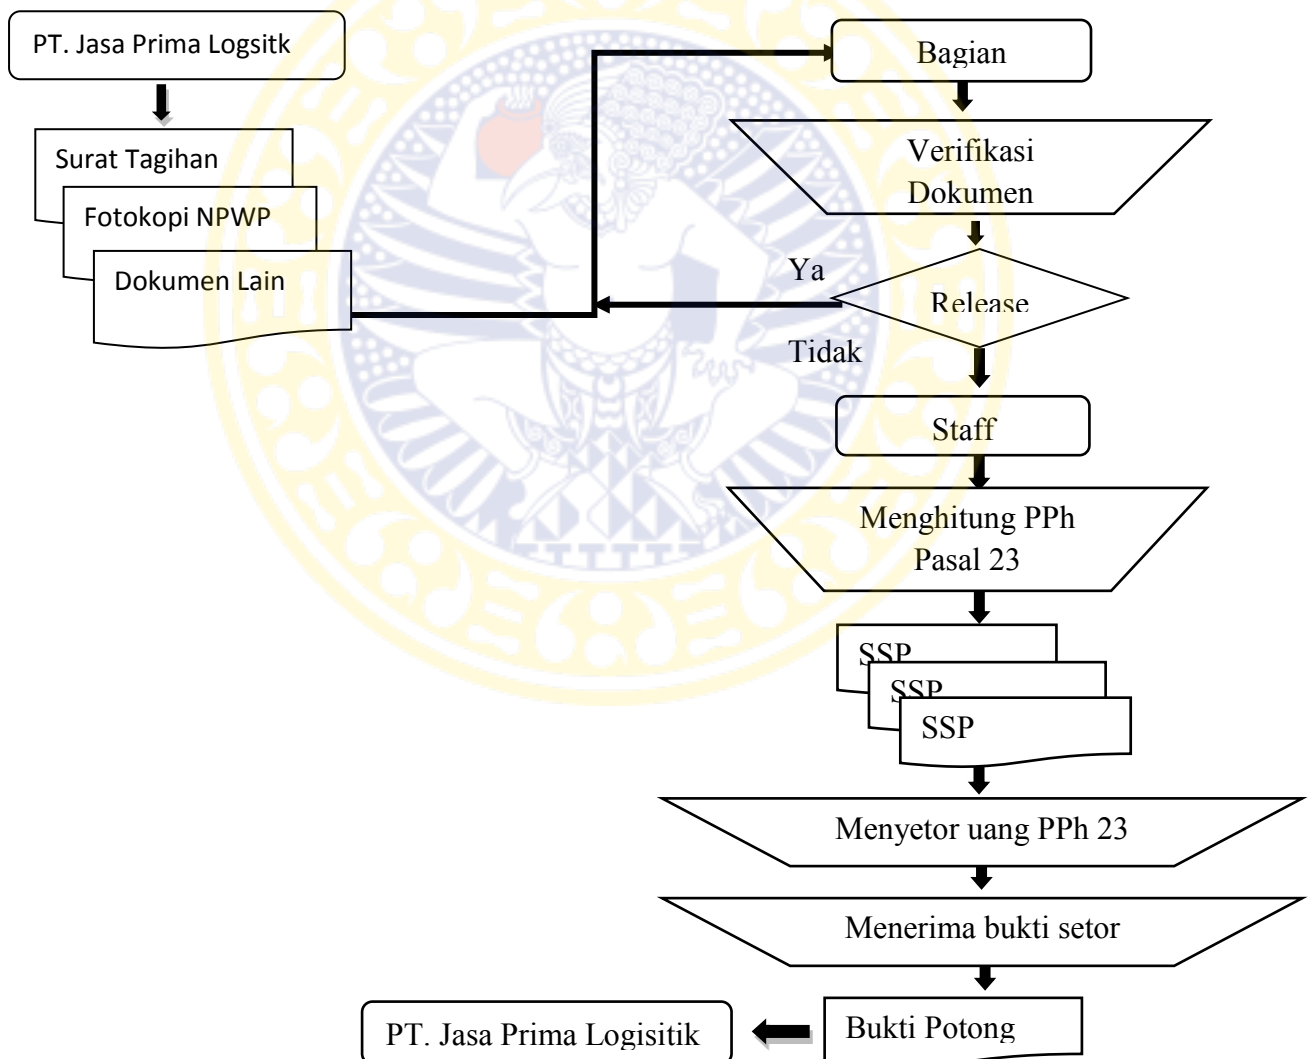 PT. Jasa Prima Logsitk
Surat Tagihan
Fotokopi NPWP
Dokumen Lain
Bagian
Verifikasi
Dokumen
Ya
Release
Tidak
Staff
Menghitung PPh
Pasal 23
SSP
SSP
SSP
Menyetor uang PPh 23
Menerima bukti setor
Bukti Potong
PT. Jasa Prima Logisitik